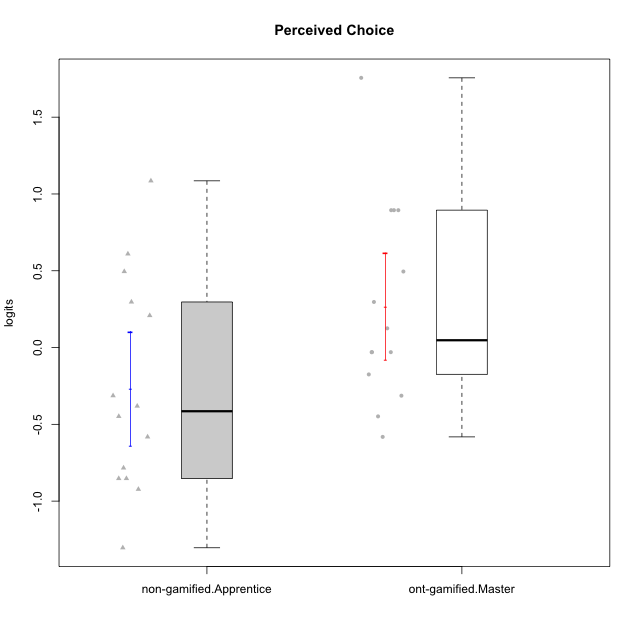 Perceived Choice
logits
1.5
1.0
0.5
0.0
-0.5
-1.0
non-gamified.Apprentice
ont-gamified.Master